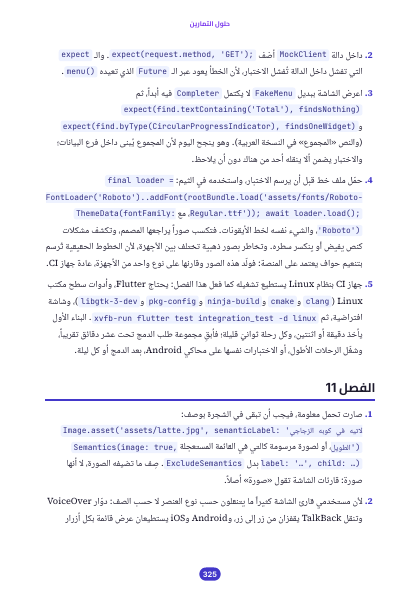 حلول التمارين
2. داخل دالة MockClient أضف expect(request.method, 'GET'); . والـ expect
التي تفشل داخل الدالة تُفشل الاختبار، لأن الخطأ يعود عبر الـ Future الذي تعيده menu() .
3. اعرض الشاشة ببديل FakeMenu لا يكتمل Completer فيه أبداً، ثم
expect(find.textContaining('Total'), findsNothing)
و expect(find.byType(CircularProgressIndicator), findsOneWidget)
(والنص «المجموع» في النسخة العربية). وهو ينجح اليوم لأن المجموع يُبنى داخل فرع البيانات؛
والاختبار يضمن ألا ينقله أحد من هناك دون أن يلاحظ.
4. حمّل ملف خط قبل أن يرسم الاختبار، واستخدمه في الثيم: final loader =
FontLoader('Roboto')..addFont(rootBundle.load('assets/fonts/Roboto-
Regular.ttf')); await loader.load(); مع ThemeData(fontFamily:
'Roboto') ، والشيء نفسه لخط الأيقونات. فتكسب صوراً يراجعها المصمم، وتكشف مشكلات
كنص يفيض أو ينكسر سطره. وتخاطر بصور ذهبية تختلف بين الأجهزة، لأن الخطوط الحقيقية تُرسم
بتنعيم حواف يعتمد على المنصة: فولّد هذه الصور وقارنها على نوع واحد من الأجهزة، عادة جهاز CI.
5. جهاز CI بنظام Linux يستطيع تشغيله كما فعل هذا الفصل: يحتاج Flutter، وأدوات سطح مكتب
Linux ( clang و cmake و ninja-build و pkg-config و libgtk-3-dev )، وشاشة
افتراضية، ثم xvfb-run flutter test integration_test -d linux . البناء الأول
يأخذ دقيقة أو اثنتين، وكل رحلة ثوانيَ قليلة؛ فأبقِ مجموعة طلب الدمج تحت عشر دقائق تقريباً،
وشغّل الرحلات الأطول، أو الاختبارات نفسها على محاكي Android، بعد الدمج أو كل ليلة.
الفصل 11
1. صارت تحمل معلومة، فيجب أن تبقى في الشجرة بوصف:
Image.asset('assets/latte.jpg', semanticLabel: 'لاتيه في كوبه الزجاجي
الطويل') ، أو لصورة مرسومة كالتي في القائمة المستعجلة Semantics(image: true,
label: '…', child: …) بدل ExcludeSemantics . صِف ما تضيفه الصورة، لا أنها
صورة: قارئات الشاشة تقول «صورة» أصلاً.
2. لأن مستخدمي قارئ الشاشة كثيراً ما يتنقلون حسب نوع العنصر لا حسب الصف: دوّار VoiceOver
وتنقل TalkBack يقفزان من زر إلى زر، وAndroid وiOS يستطيعان عرض قائمة بكل أزرار
325